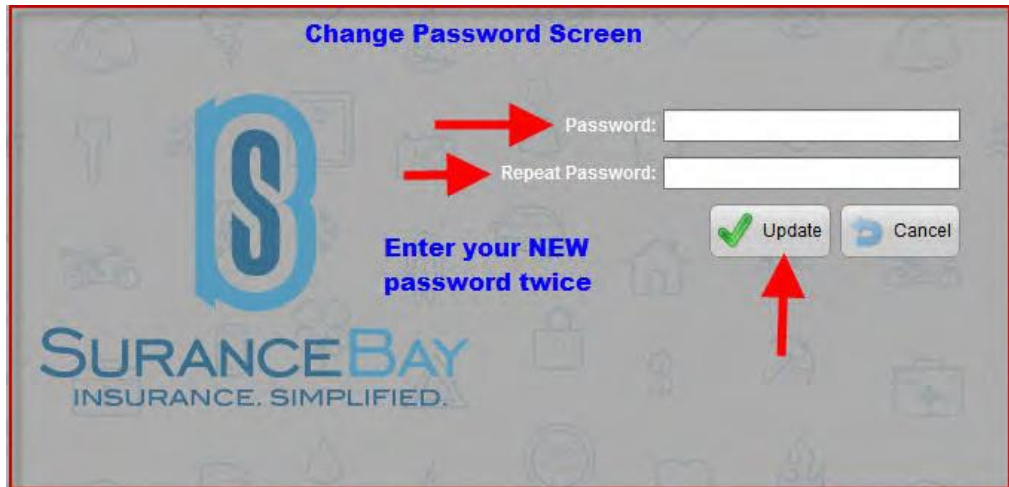 Change Password Screen
Password:
Repeat Password:
Update
Cancel
Enter your NEW
password twice
SURANCEBAY
INSURANCE. SIMPLIFIED.